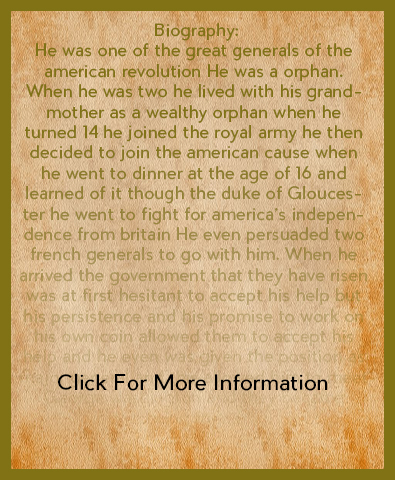 Biography:
He was one of the great generals of the
american revolution He was a orphan.
When he was two he lived with his grand-
mother as a wealthy orphan when he
turned 14 he joined the royal army he then
decided to join the american cause when
he went to dinner at the age of 16 and
learned of it though the duke of Glouces-
ter he went to fight for america's indepen-
dence from britain He even persuaded two
french generals to go with him. When he
arrived the government that they have risen
was at first hesitant to accept his help but
his persistence and his promise to work on
his own coin allowed them to accept his
help and he even was given the position
Click For More Information